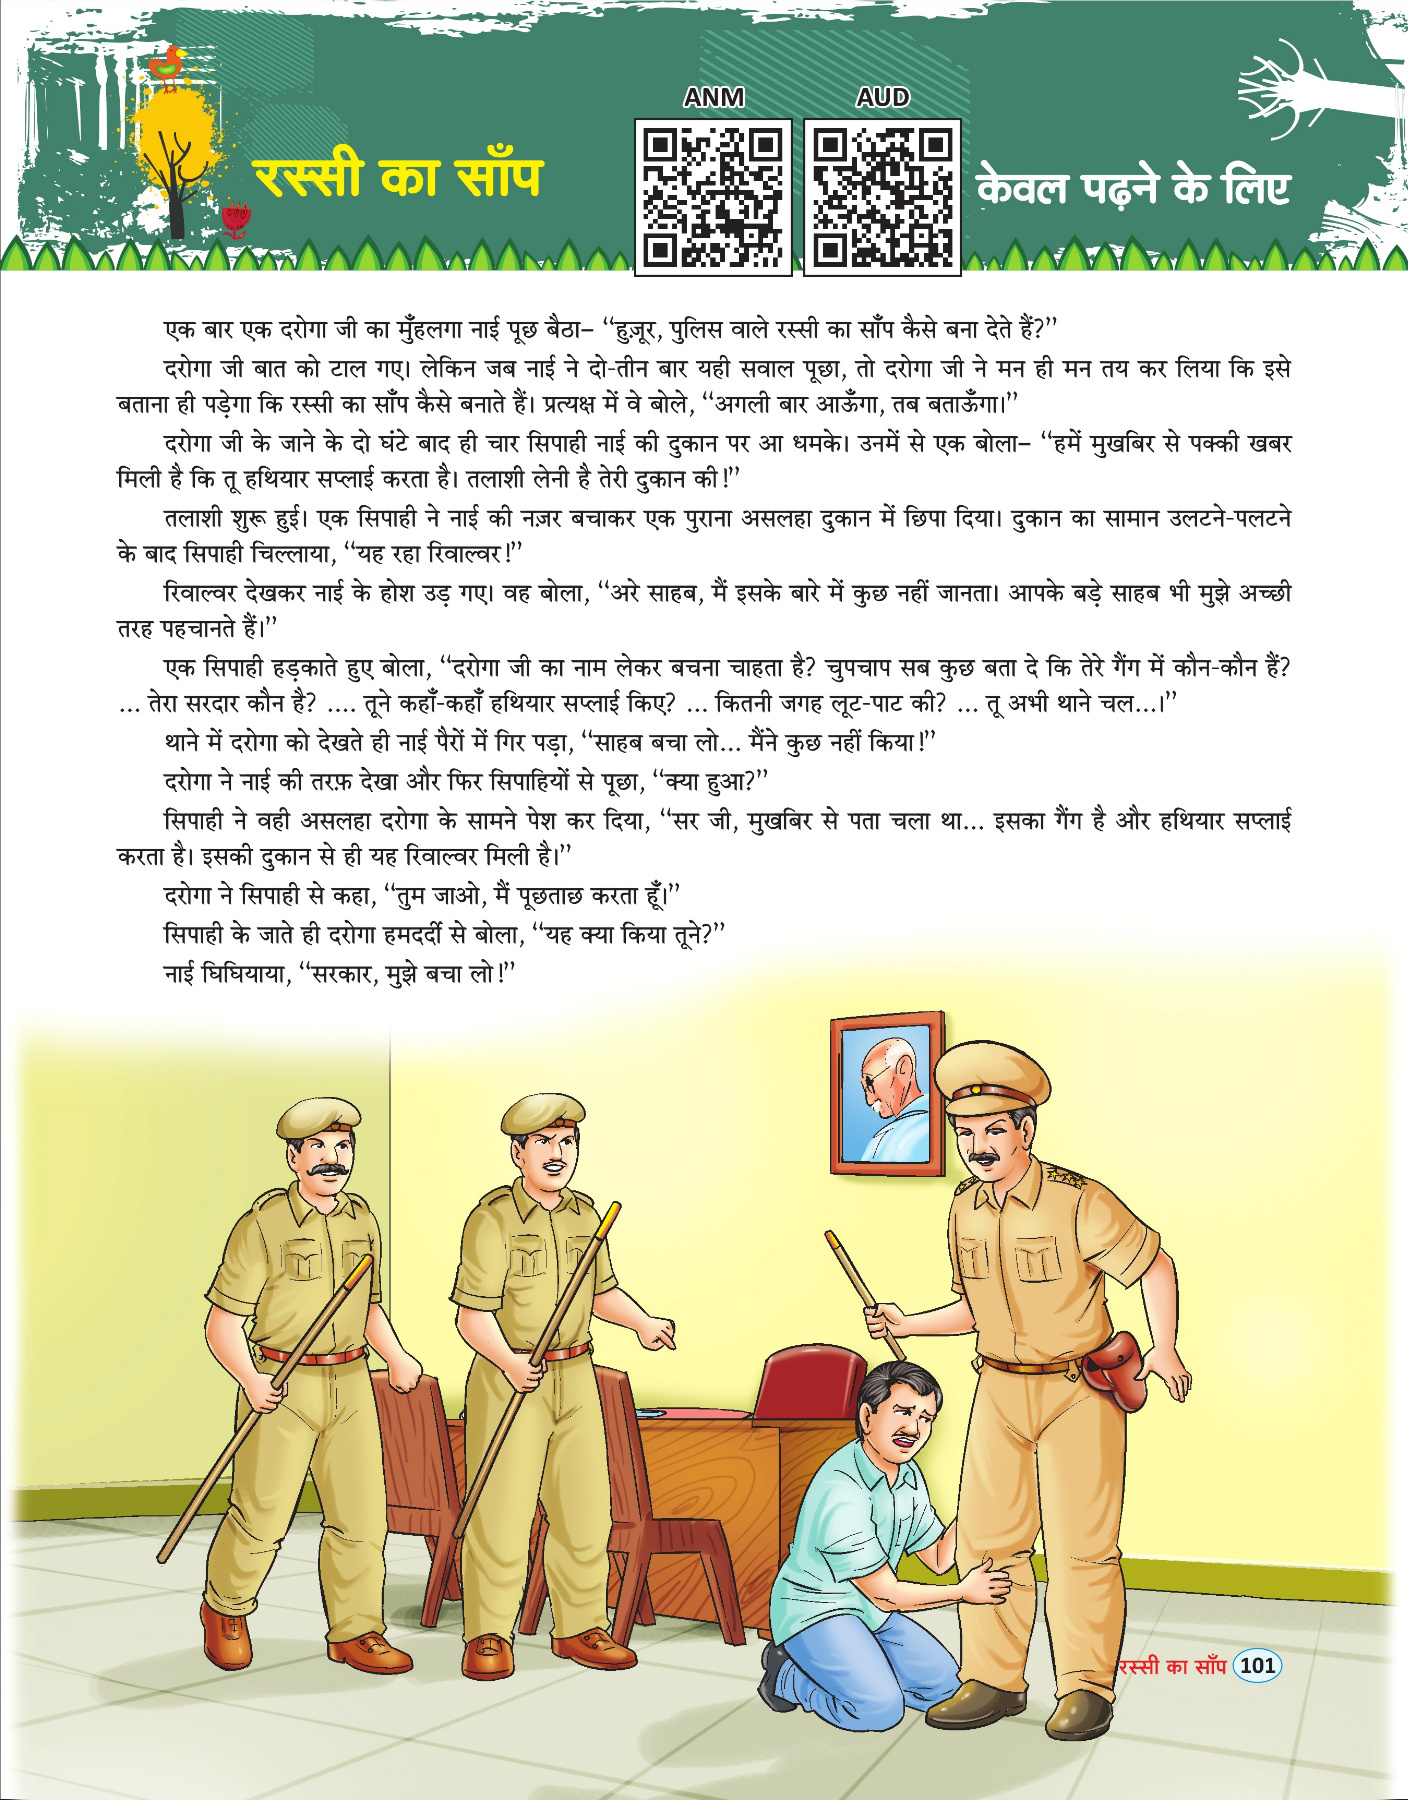 ANM
AUD
रस्सी का साँप
केवल पढ़ने के लिए
एक बार एक दरोगा जी का मुँहलगा नाई पूछ बैठा– “हुज़ूर, पुलिस वाले रस्सी का साँप कैसे बना देते हैं?”
दरोगा जी बात को टाल गए। लेकिन जब नाई ने दो-तीन बार यही सवाल पूछा, तो दरोगा जी ने मन ही मन तय कर लिया कि इसे
बताना ही पड़ेगा कि रस्सी का साँप कैसे बनाते हैं। प्रत्यक्ष में वे बोले, “अगली बार आऊँगा, तब बताऊँगा।”
दरोगा जी के जाने के दो घंटे बाद ही चार सिपाही नाई की दुकान पर आ धमके। उनमें से एक बोला– “हमें मुखबिर से पक्की खबर
मिली है कि तू हथियार सप्लाई करता है। तलाशी लेनी है तेरी दुकान की!”
तलाशी शुरू हुई। एक सिपाही ने नाई की नज़र बचाकर एक पुराना असलहा दुकान में छिपा दिया। दुकान का सामान उलटने-पलटने
के बाद सिपाही चिल्लाया, “यह रहा रिवाल्वर!”
रिवाल्वर देखकर नाई के होश उड़ गए। वह बोला, “अरे साहब, मैं इसके बारे में कुछ नहीं जानता। आपके बड़े साहब भी मुझे अच्छी
तरह पहचानते हैं।”
एक सिपाही हड़काते हुए बोला, “दरोगा जी का नाम लेकर बचना चाहता है? चुपचाप सब कुछ बता दे कि तेरे गैंग में कौन-कौन हैं?
... तेरा सरदार कौन है? .... तूने कहाँ-कहाँ हथियार सप्लाई किए? ... कितनी जगह लूट-पाट की? ... तू अभी थाने चल...।”
थाने में दरोगा को देखते ही नाई पैरों में गिर पड़ा, “साहब बचा लो... मैंने कुछ नहीं किया!”
दरोगा ने नाई की तरफ़ देखा और फिर सिपाहियों से पूछा, “क्या हुआ?”
सिपाही ने वही असलहा दरोगा के सामने पेश कर दिया, “सर जी, मुखबिर से पता चला था... इसका गैंग है और हथियार सप्लाई
करता है। इसकी दुकान से ही यह रिवाल्वर मिली है।”
दरोगा ने सिपाही से कहा, “तुम जाओ, मैं पूछताछ करता हूँ।”
सिपाही के जाते ही दरोगा हमदर्दी से बोला, “यह क्या किया तूने?”
नाई घिघियाया, “सरकार, मुझे बचा लो!”
रस्सी का साँप 101